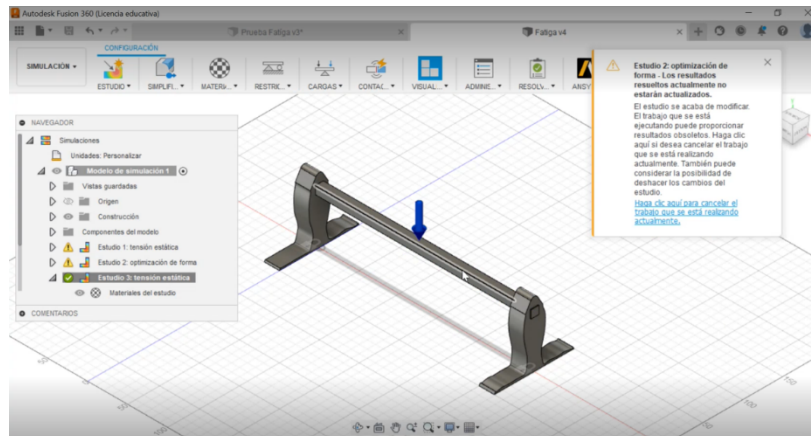 Autodesk Fusion 360 (Licencia educativa)
Prueba Fatiga v3*
Fatiga v4
CONFIGURACIÓN
SIMULACIÓN
ESTUDIO
SIMPLIFI...
MATERIA...
RESTRIC...
CARGAS
CONTAC...
VISUAL...
ADMINIS...
RESOLV...
NAVEGADOR
Simulaciones
Unidades: Personalizar
Modelo de simulación 1
Vistas guardadas
Origen
Construcción
Componentes del modelo
Estudio 1: tensión estática
Estudio 2: optimización de forma
Estudio 3: tensión estática
Materiales del estudio
COMENTARIOS
Estudio 2: optimización de
forma - Los resultados
resueltos actualmente no
estarán actualizados.
El estudio se acaba de modificar.
El trabajo que se está
ejecutando puede proporcionar
resultados obsoletos. Haga clic
aquí si desea cancelar el trabajo
que se está realizando
actualmente. También puede
considerar la posibilidad de
deshacer los cambios del
estudio.
Haga clic aquí para cancelar el
trabajo que se está realizando
actualmente.